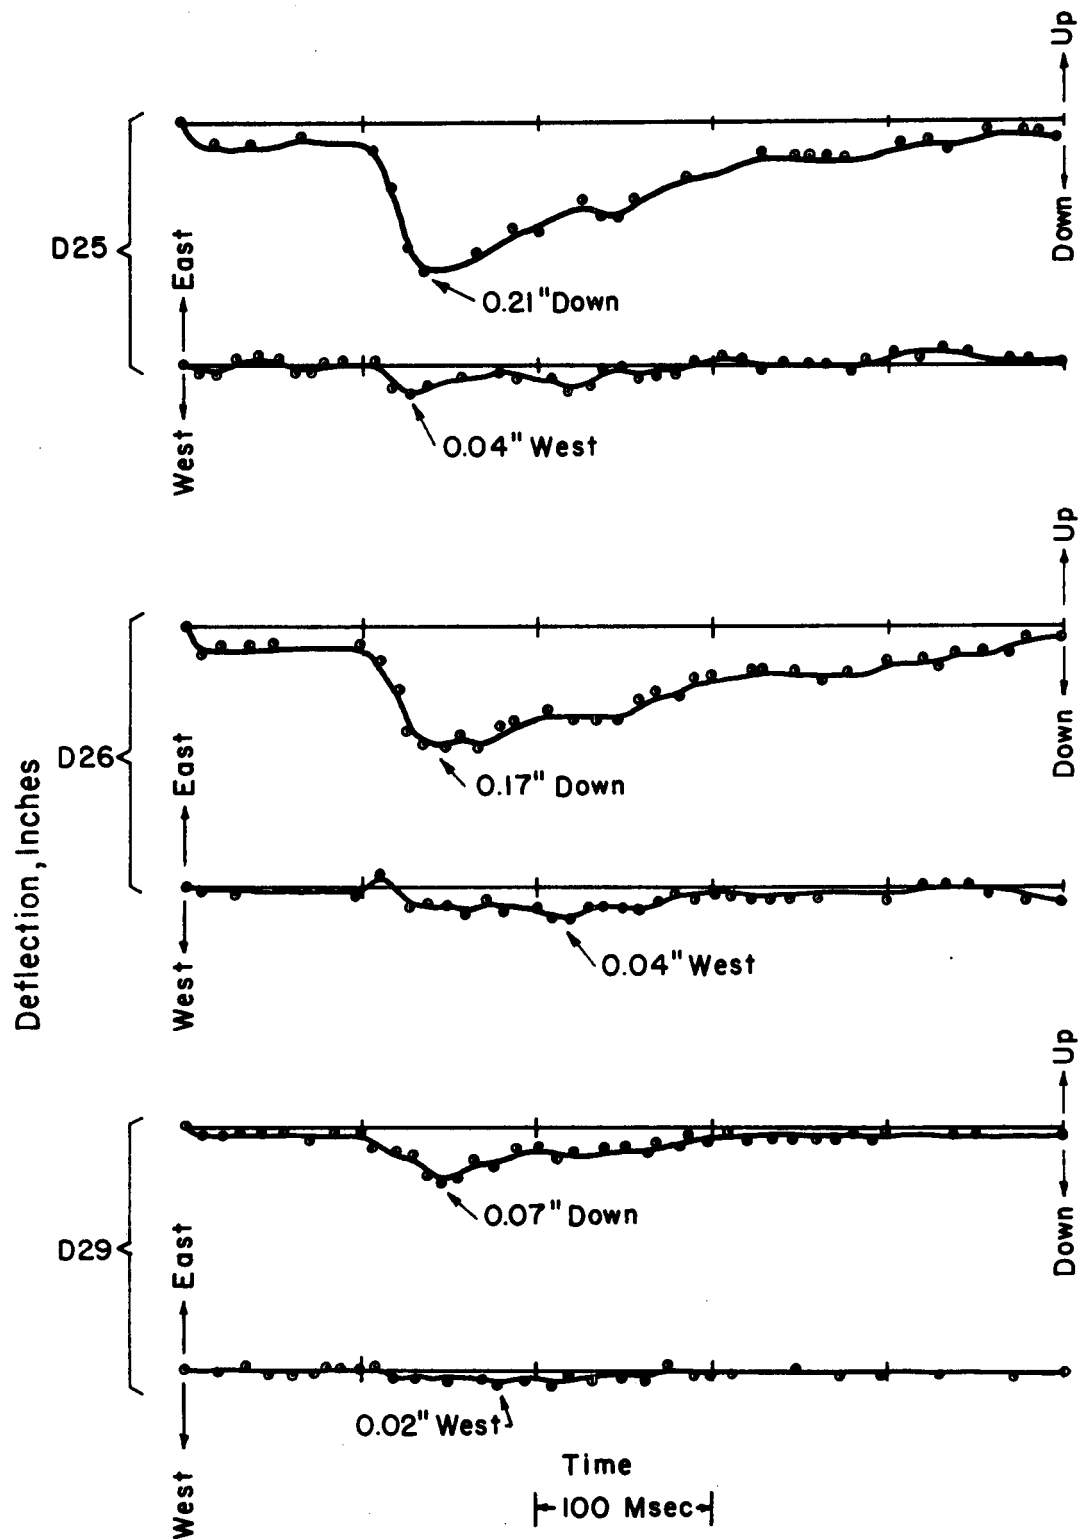 Up
Down
D25
East
West
0.21" Down
0.04" West
Up
Down
D26
East
West
0.17" Down
0.04" West
Deflection, Inches
Up
Down
D29
East
West
0.07" Down
0.02" West
Time
100 Msec